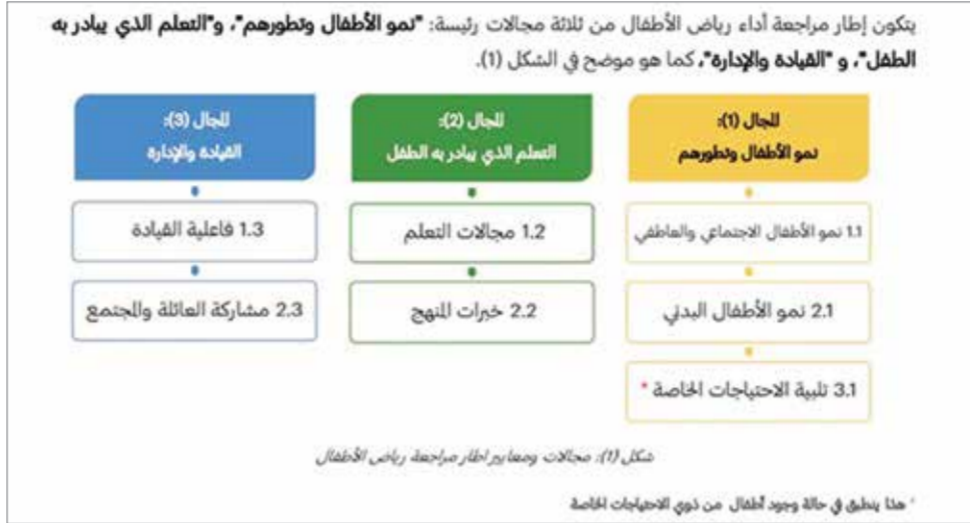 يتكون إطار مراجعة أداء رياض الأطفال من ثلاثة مجالات رئيسة: "نمو الأطفال وتطورهم"، و"التعلم الذي يبادر به
الطفل"، و "القيادة والإدارة"، كما هو موضح في الشكل (1).
المجال (1):
نمو الأطفال وتطورهم
1.1 نمو الأطفال الاجتماعي والعاطفي
2.1 نمو الأطفال البدني
3.1 تلبية الاحتياجات الخاصة *
المجال (2):
التعلم الذي يبادر به الطفل
1.2 مجالات التعلم
2.2 خبرات المنهج
المجال (3):
القيادة والإدارة
1.3 فاعلية القيادة
2.3 مشاركة العائلة والمجتمع
شكل (1): مجالات ومعايير اطار مراجعة رياض الأطفال
* هذا ينطبق في حالة وجود أطفال من ذوي الاحتياجات الخاصة